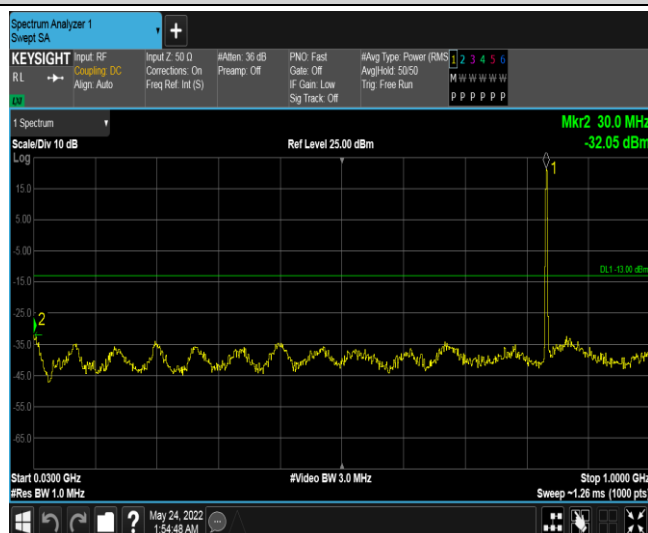 Spectrum Analyzer 1
Swept SA
+
KEYSIGHT
RL
Input: RF
Coupling: DC
Align: Auto
Input Z: 50 Ω
Corrections: On
Freq Ref: Int (S)
#Atten: 36 dB
Preamp: Off
PNO: Fast
Gate: Off
IF Gain: Low
Sig Track: Off
#Avg Type: Power (RMS
Avg|Hold: 50/50
Trig: Free Run
1 2 3 4 5 6
M W W W W W
P P P P P P
1 Spectrum
Mkr2 30.0 MHz
Scale/Div 10 dB
Ref Level 25.00 dBm
-32.05 dBm
Log
1
15.0
5.00
-5.00
DL1 -13.00 dBm
-15.0
-25.0
2
-35.0
-45.0
-55.0
-65.0
Start 0.0300 GHz
#Video BW 3.0 MHz
Stop 1.0000 GHz
#Res BW 1.0 MHz
Sweep ~1.26 ms (1000 pts)
?
May 24, 2022
1:54:48 AM